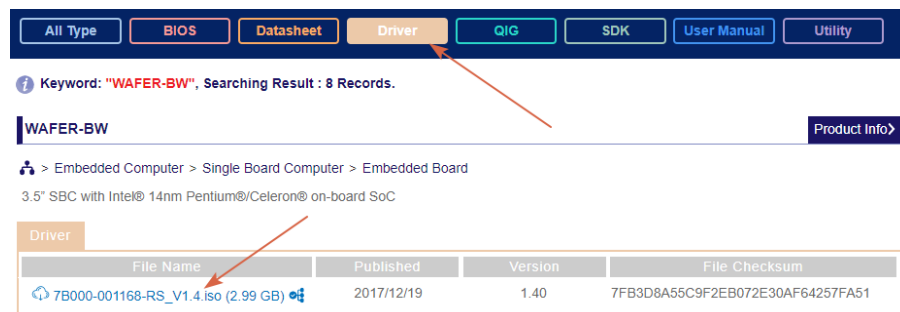 All Type BIOS Datasheet Driver QIG SDK User Manual Utility
Keyword: "WAFER-BW", Searching Result : 8 Records.
WAFER-BW Product Info>
> Embedded Computer > Single Board Computer > Embedded Board
3.5" SBC with Intel® 14nm Pentium®/Celeron® on-board SoC
Driver
File Name Published Version File Checksum
7B000-001168-RS_V1.4.iso (2.99 GB) 2017/12/19 1.40 7FB3D8A55C9F2EB072E30AF64257FA51